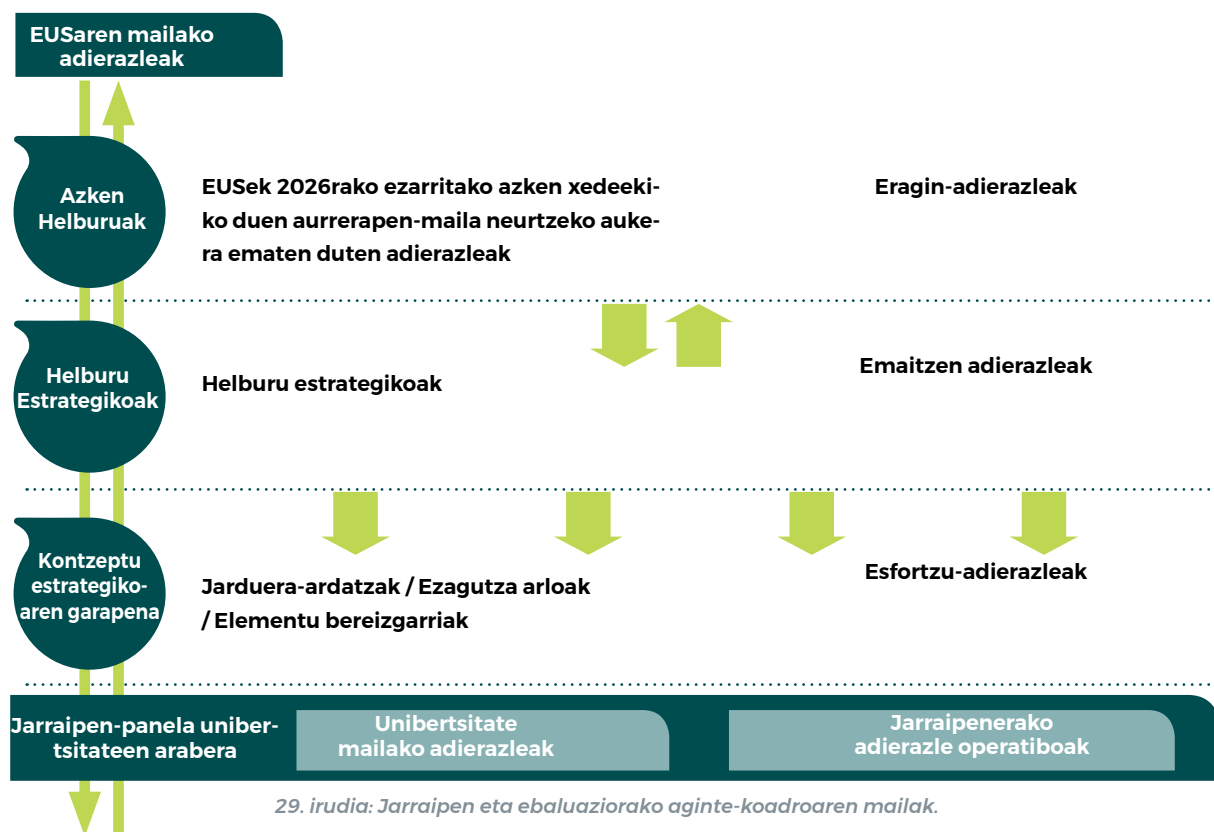 EUSaren mailako
adierazleak
Azken
Helburuak
EUSek 2026rako ezarritako azken xedeeki-
ko duen aurrerapen-maila neurtzeko auke-
ra ematen duten adierazleak
Eragin-adierazleak
Helburu
Estrategikoak
Helburu estrategikoak
Emaitzen adierazleak
Kontzeptu
estrategiko-
aren garapena
Jarduera-ardatzak / Ezagutza arloak
/ Elementu bereizgarriak
Esfortzu-adierazleak
Jarraipen-panela uniber-
tsitateen arabera
Unibertsitate
mailako adierazleak
Jarraipenerako
adierazle operatiboak
29. irudia: Jarraipen eta ebaluaziorako aginte-koadroaren mailak.